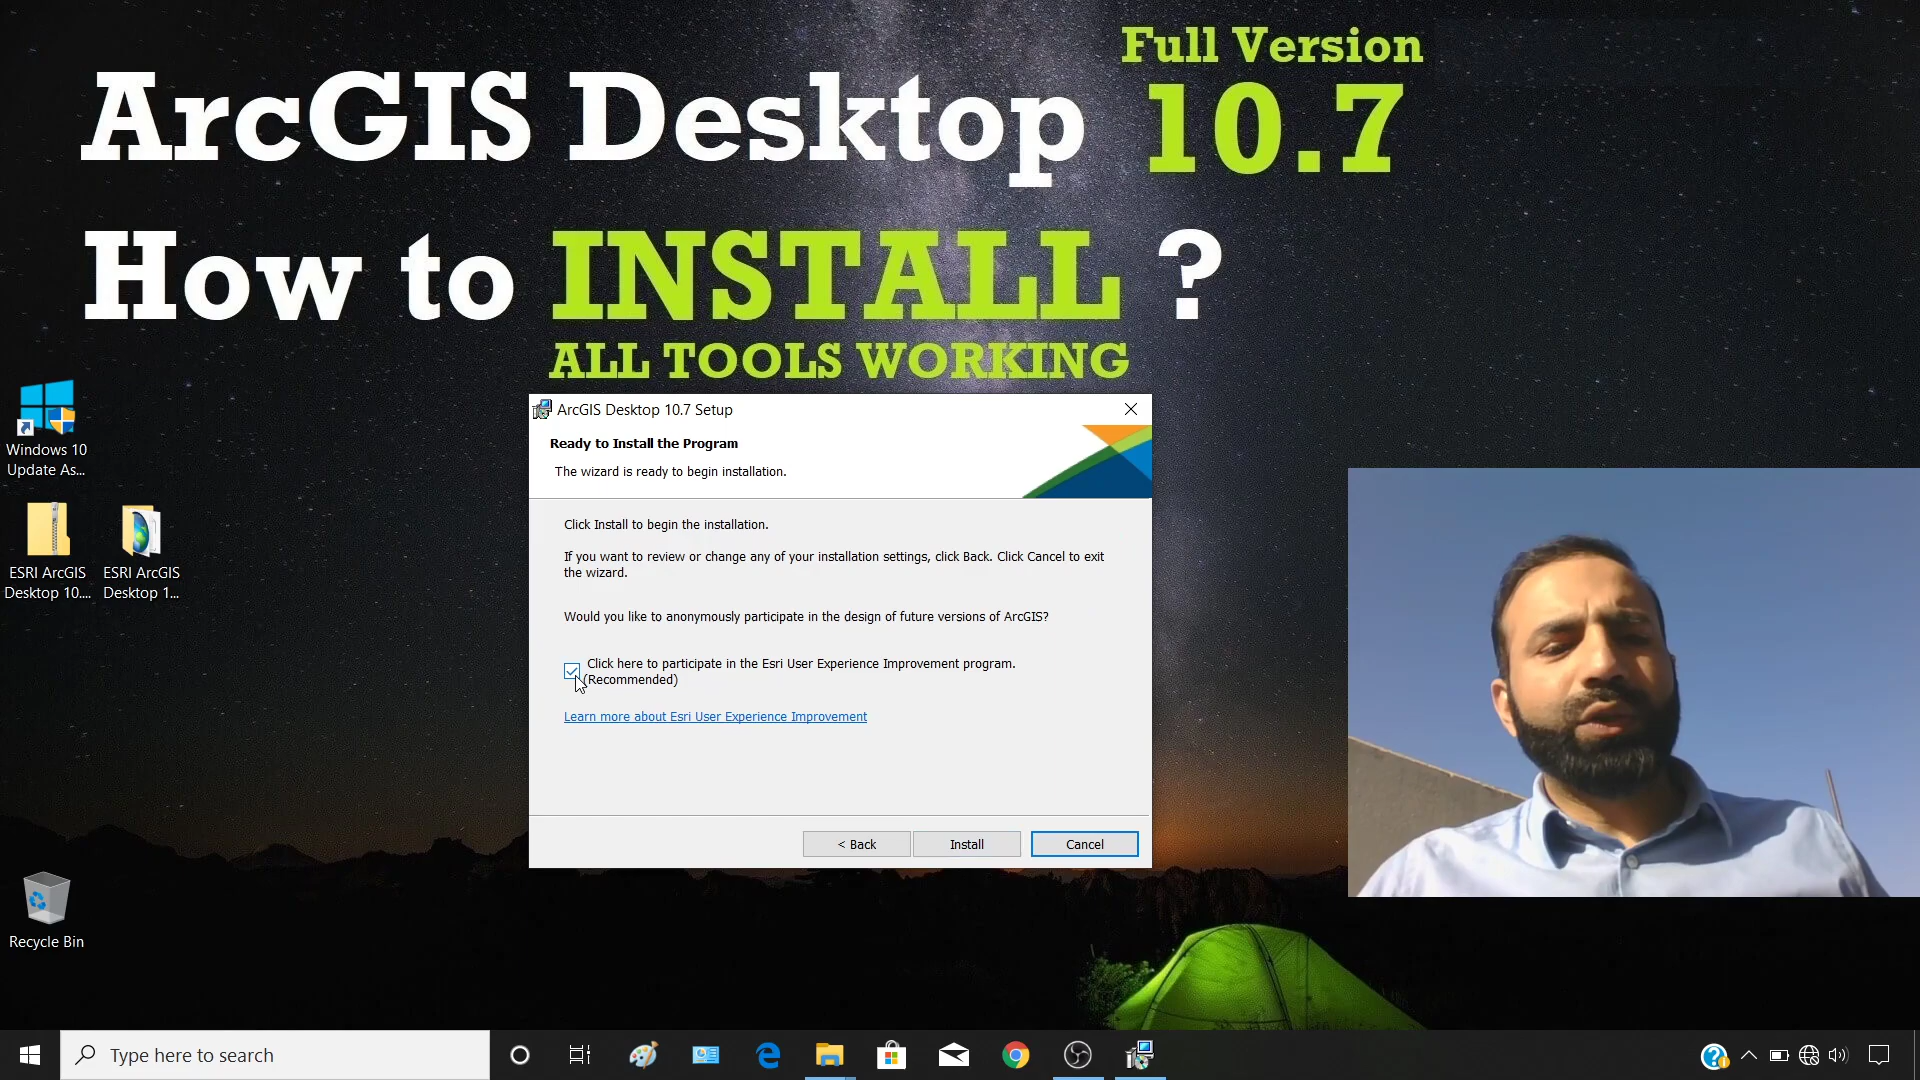 Full Version
ArcGIS Desktop 10.7
How to INSTALL ?
ALL TOOLS WORKING
Windows 10
Update As...
ESRI ArcGIS
Desktop 10....
ESRI ArcGIS
Desktop 1...
Recycle Bin
ArcGIS Desktop 10.7 Setup
Ready to Install the Program
The wizard is ready to begin installation.
Click Install to begin the installation.
If you want to review or change any of your installation settings, click Back. Click Cancel to exit
the wizard.
Would you like to anonymously participate in the design of future versions of ArcGIS?
Click here to participate in the Esri User Experience Improvement program.
(Recommended)
Learn more about Esri User Experience Improvement
< Back
Install
Cancel
Type here to search